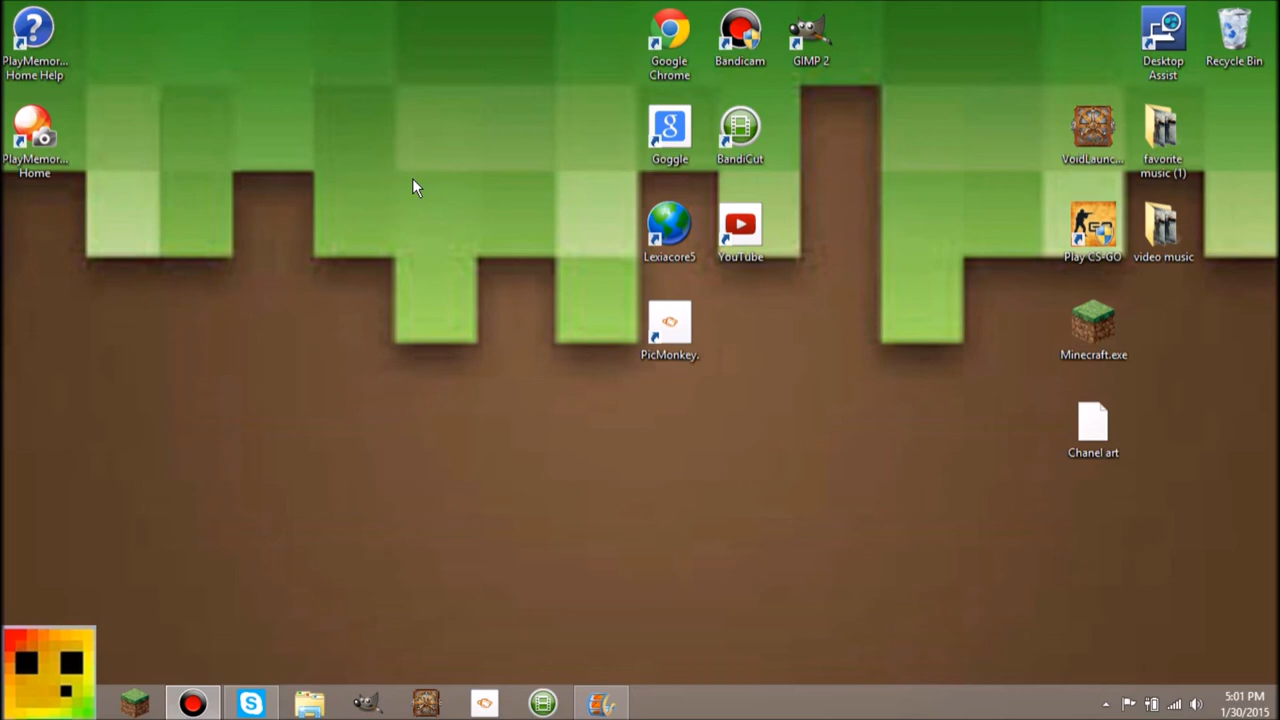 PlayMemor...
Home Help
PlayMemor...
Home
Google
Chrome
Bandicam
GIMP 2
Goggle
BandiCut
Lexiacore5
YouTube
PicMonkey.
Desktop
Assist
Recycle Bin
VoidLaunc...
favorite
music (1)
GO
Play CS-GO
video music
Minecraft.exe
Chanel art
5:01 PM
1/30/2015